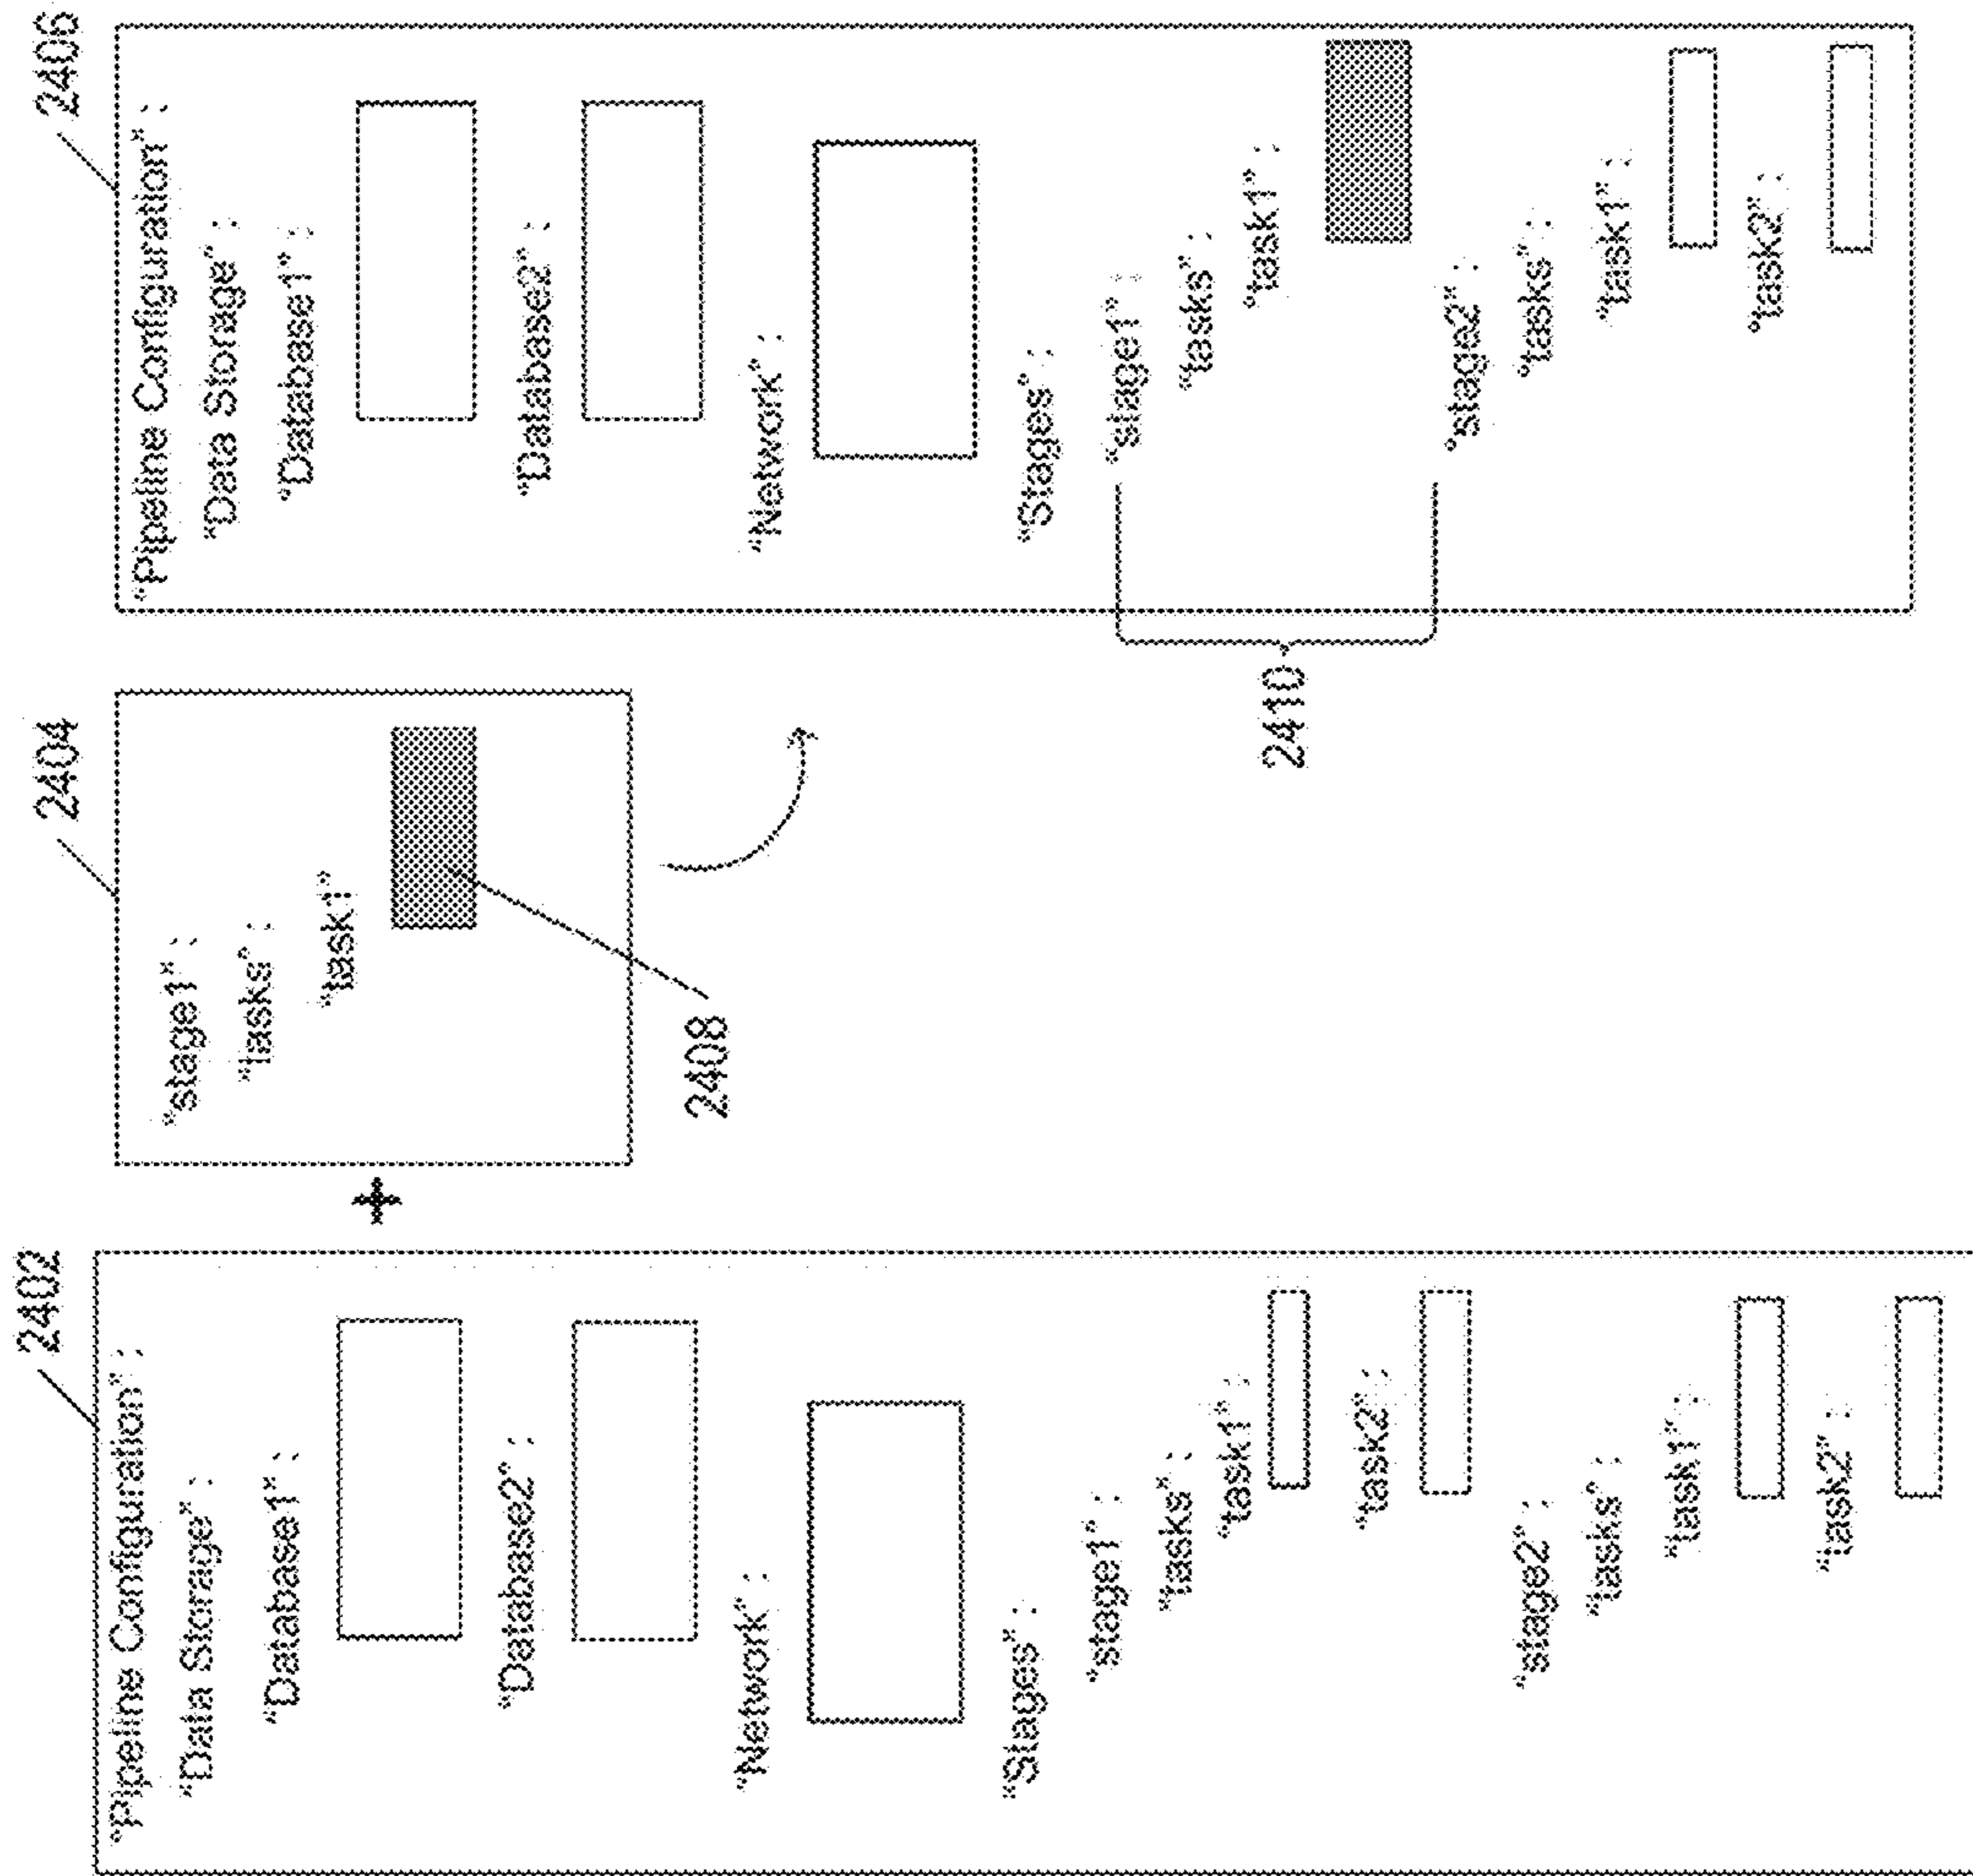 2402
"Pipeline Configuration" :
"Data Storage" :
"Database1" :
"Database2" :
"Network" :
"Stages" :
"stage1" :
"tasks" :
"task1" :
"task2" :
"stage2" :
"tasks" :
"task1" :
"task2" :
+
2404
"stage1" :
"tasks" :
"task1"
2408
2406
"Pipeline Configuration" :
"Data Storage" :
"Database1" :
"Database2" :
"Network" :
"Stages" :
"stage1" :
"tasks" :
"task1" :
"stage2" :
"tasks" :
"task1" :
"task2" :
2410